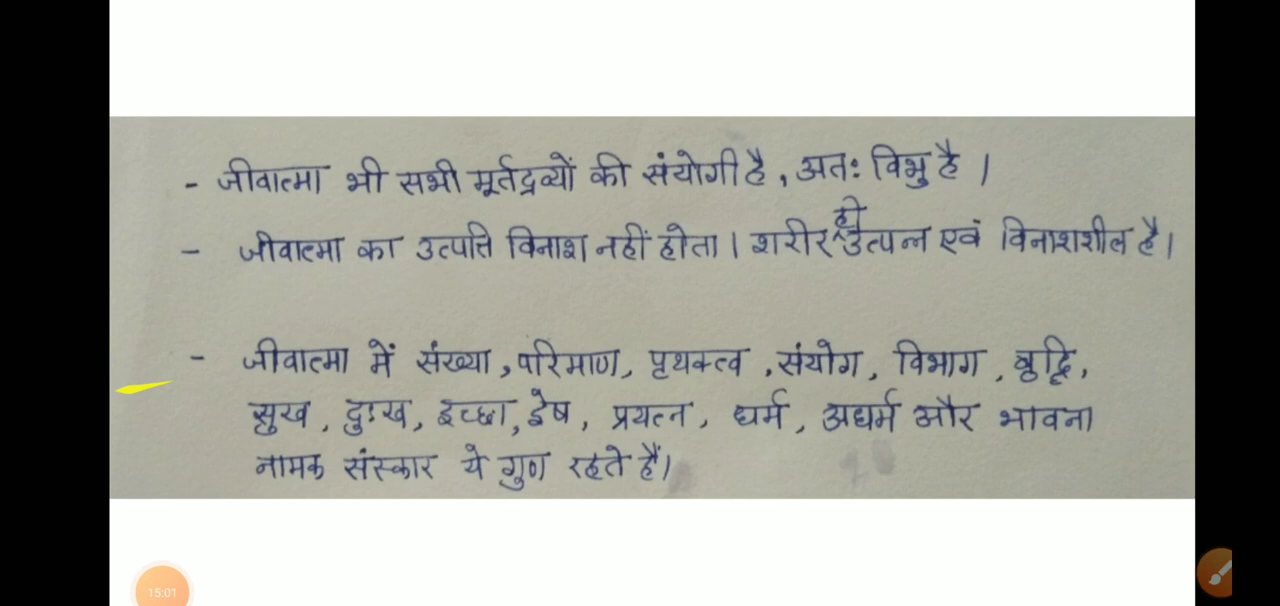 - जीवात्मा भी सभी मूर्तद्रव्यों की संयोगी है, अतः विभु है ।
- जीवात्मा का उत्पत्ति विनाश नहीं होता । शरीर ही उत्पन्न एवं विनाशशील है ।
- जीवात्मा में संख्या, परिमाण, पृथक्त्व, संयोग, विभाग, बुद्धि,
सुख, दुःख, इच्छा, द्वेष, प्रयत्न, धर्म, अधर्म और भावना
नामक संस्कार ये गुण रहते हैं।
15:01